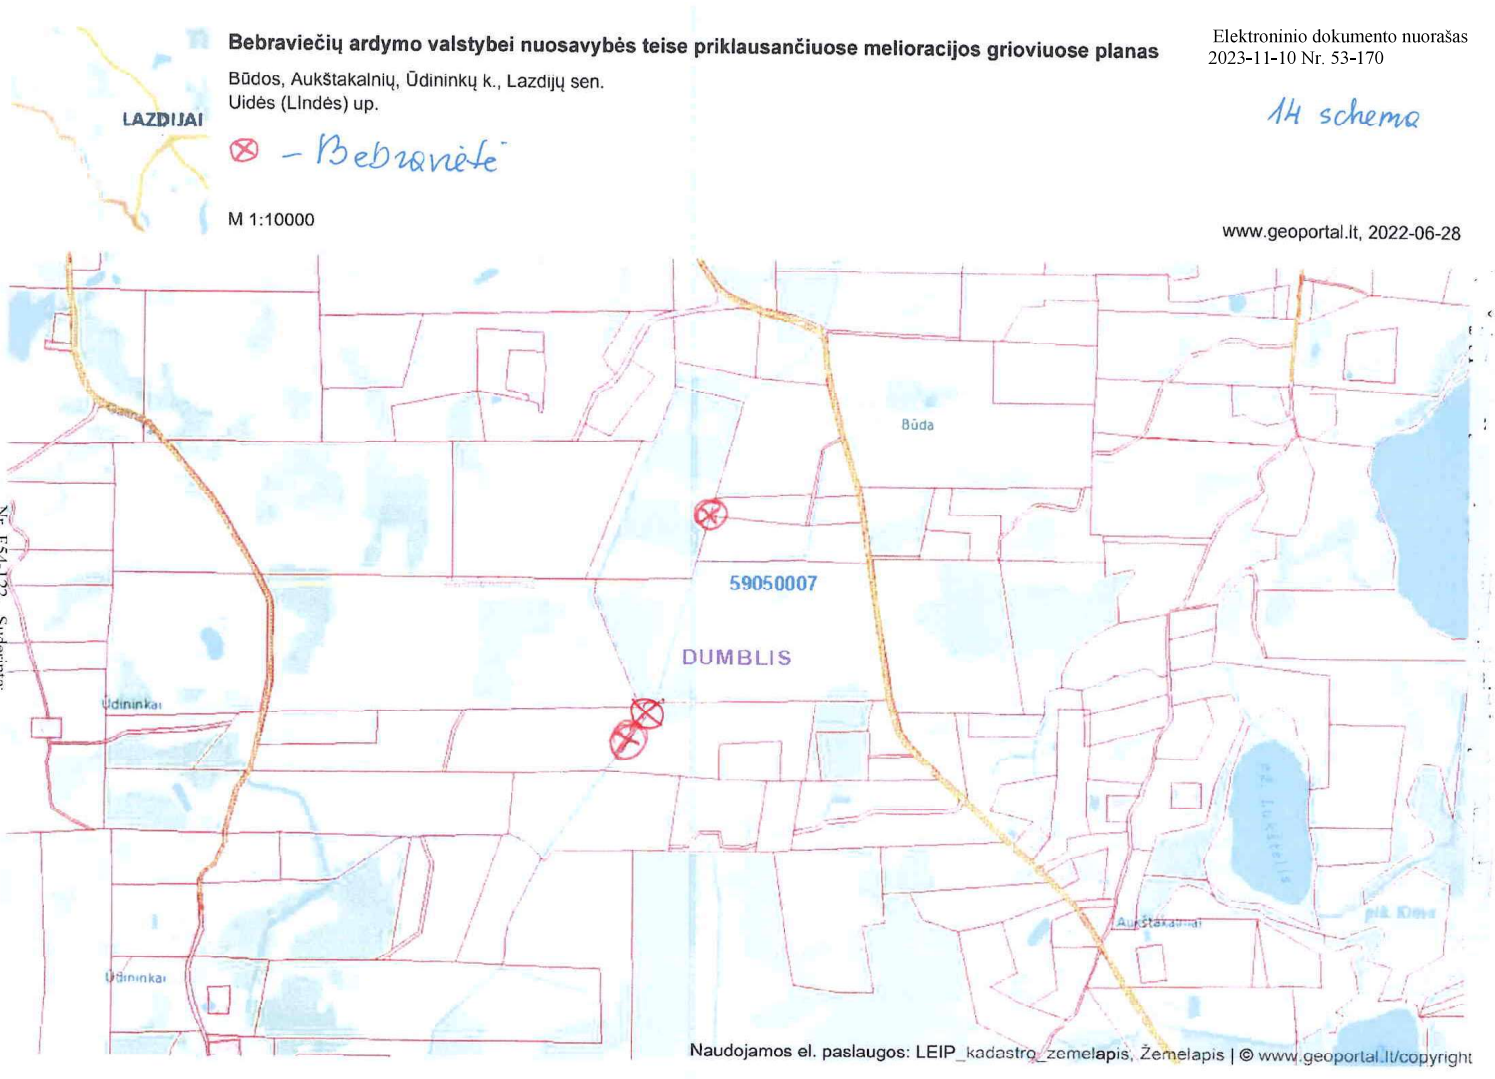 Bebraviečių ardymo valstybei nuosavybės teise priklausančiuose melioracijos grioviuose planas
Elektroninio dokumento nuorašas
2023-11-10 Nr. 53-170
Būdos, Aukštakalnių, Ūdininkų k., Lazdijų sen.
Uidės (LIndės) up.
LAZDIJAI
14 schema
– Bebravietė
M 1:10000
www.geoportal.lt, 2022-06-28
Būda
59050007
DUMBLIS
Ūdininkai
ež. Lukštelis
Aukštakalniai
Ūdininkai
Naudojamos el. paslaugos: LEIP_kadastro_zemelapis, Žemėlapis | © www.geoportal.lt/copyright